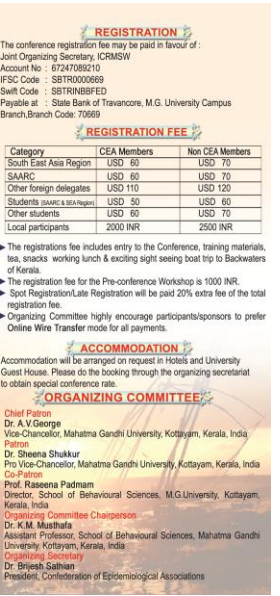 REGISTRATION
The conference registration fee may be paid in favour of :
Joint Organizing Secretary, ICRMSW
Account No : 67247089210
IFSC Code : SBTR0000669
Swift Code : SBTRINBBFED
Payable at : State Bank of Travancore, M.G. University Campus
Branch,Branch Code: 70669
REGISTRATION FEE
Category CEA Members Non CEA Members
South East Asia Region USD 60 USD 70
SAARC USD 60 USD 70
Other foreign delegates USD 110 USD 120
Students (SAARC & SEA Region) USD 50 USD 60
Other students USD 60 USD 70
Local participants 2000 INR 2500 INR
The registrations fee includes entry to the Conference, training materials,
tea, snacks working lunch & exciting sight seeing boat trip to Backwaters
of Kerala.
The registration fee for the Pre-conference Workshop is 1000 INR.
Spot Registration/Late Registration will be paid 20% extra fee of the total
registration fee.
Organizing Committee highly encourage participants/sponsors to prefer
Online Wire Transfer mode for all payments.
ACCOMMODATION
Accommodation will be arranged on request in Hotels and University
Guest House. Please do the booking through the organizing secretariat
to obtain special conference rate.
ORGANIZING COMMITTEE
Chief Patron
Dr. A.V.George
Vice-Chancellor, Mahatma Gandhi University, Kottayam, Kerala, India
Patron
Dr. Sheena Shukkur
Pro Vice-Chancellor, Mahatma Gandhi University, Kottayam, Kerala, India
Co-Patron
Prof. Raseena Padmam
Director, School of Behavioural Sciences, M.G.University, Kottayam,
Kerala, India
Organizing Committee Chairperson
Dr. K.M. Musthafa
Assistant Professor, School of Behavioural Sciences, Mahatma Gandhi
University, Kottayam, Kerala, India
Organizing Secretary
Dr. Brijesh Sathian
President, Confederation of Epidemiological Associations